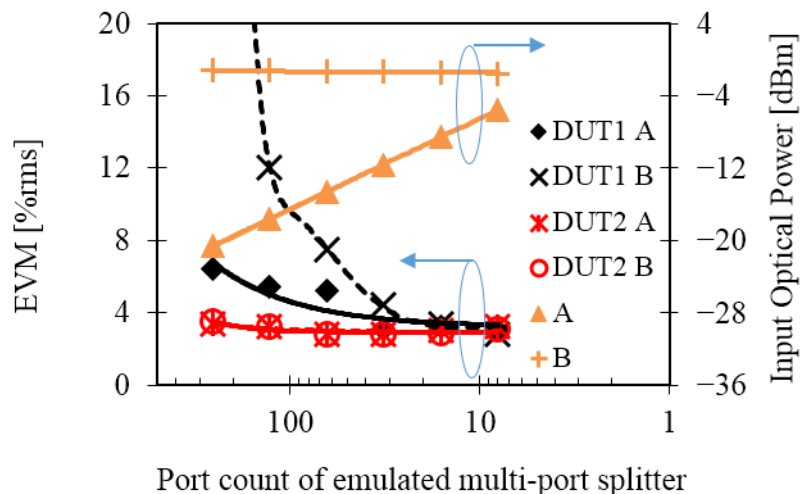 20
16
12
8
4
0
EVM [%rms]
4
−4
−12
−20
−28
−36
Input Optical Power [dBm]
DUT1 A
DUT1 B
DUT2 A
DUT2 B
A
B
100
10
1
Port count of emulated multi-port splitter